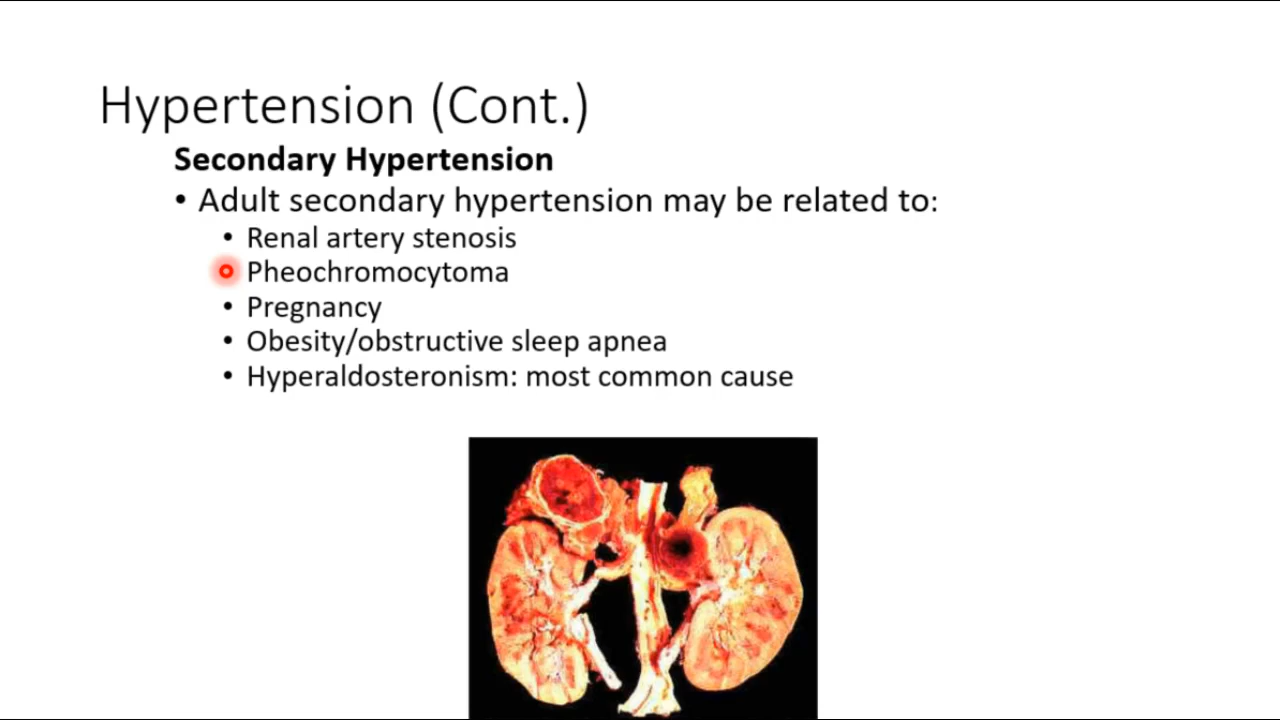 Hypertension (Cont.)
Secondary Hypertension
• Adult secondary hypertension may be related to:
• Renal artery stenosis
Pheochromocytoma
• Pregnancy
• Obesity/obstructive sleep apnea
• Hyperaldosteronism: most common cause